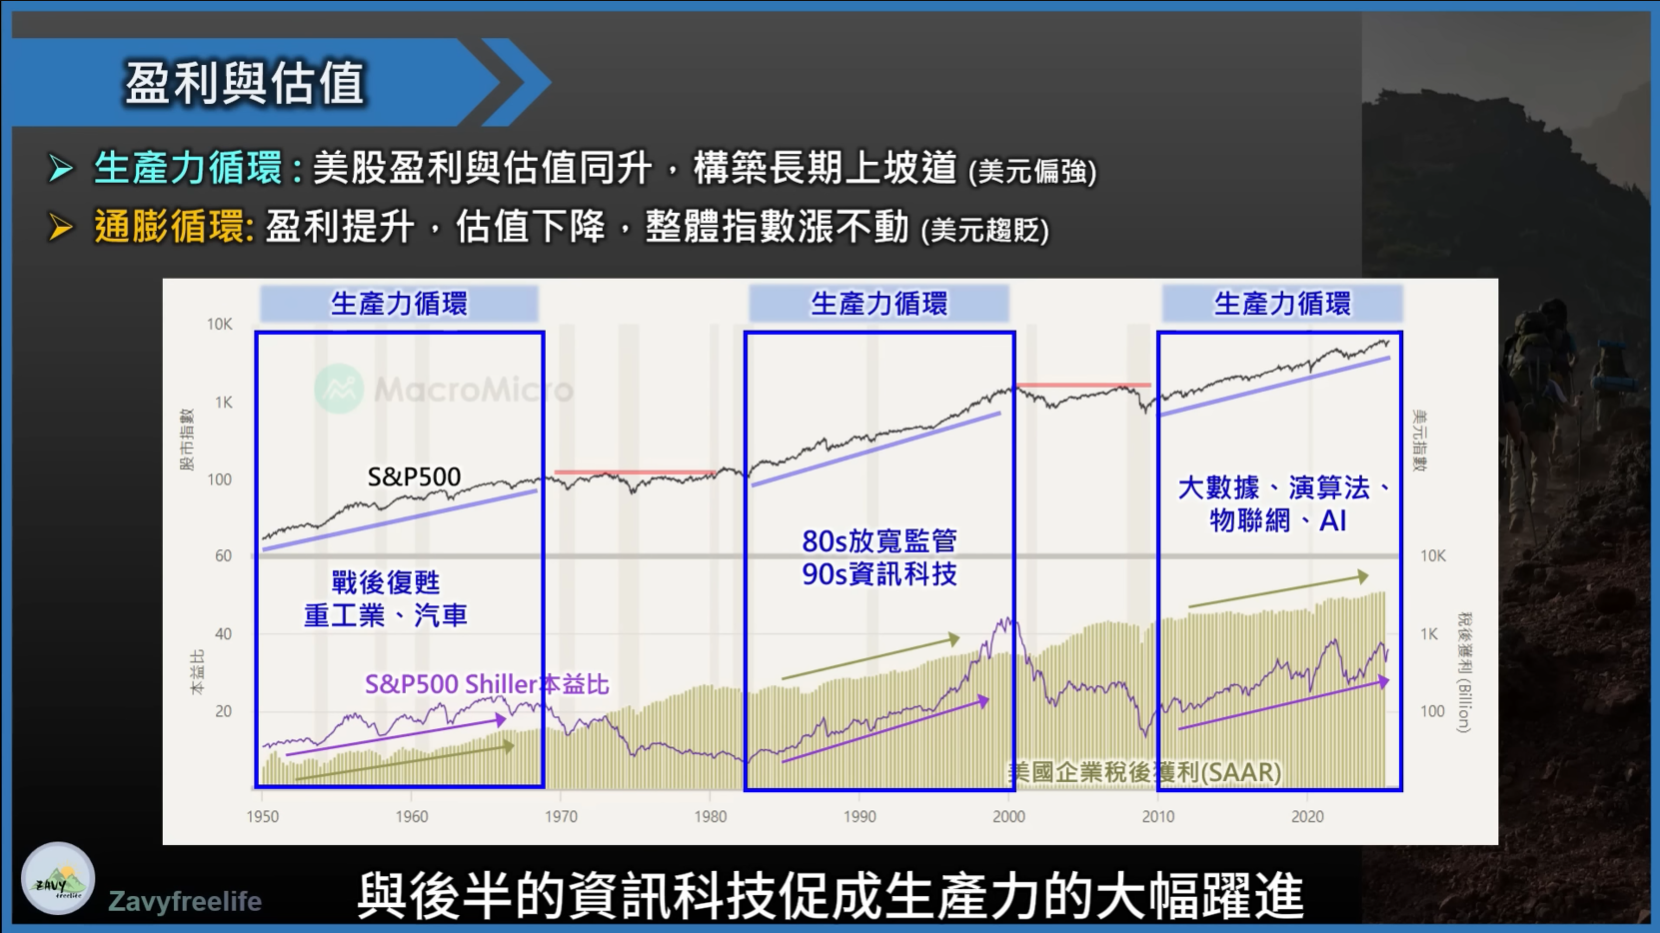 盈利與估值
生產力循環 : 美股盈利與估值同升，構築長期上坡道 (美元偏強)
通膨循環: 盈利提升，估值下降，整體指數漲不動 (美元趨貶)
生產力循環
生產力循環
生產力循環
10K
1K
100
60
40
20
股市指數
本益比
MacroMicro
S&P500
戰後復甦
重工業、汽車
S&P500 Shiller本益比
80s放寬監管
90s資訊科技
大數據、演算法、
物聯網、AI
美國企業稅後獲利(SAAR)
美元指數
10K
1K
100
稅後獲利 (Billion)
1950
1960
1970
1980
1990
2000
2010
2020
ZAVY
freelife
Zavyfreelife
與後半的資訊科技促成生產力的大幅躍進